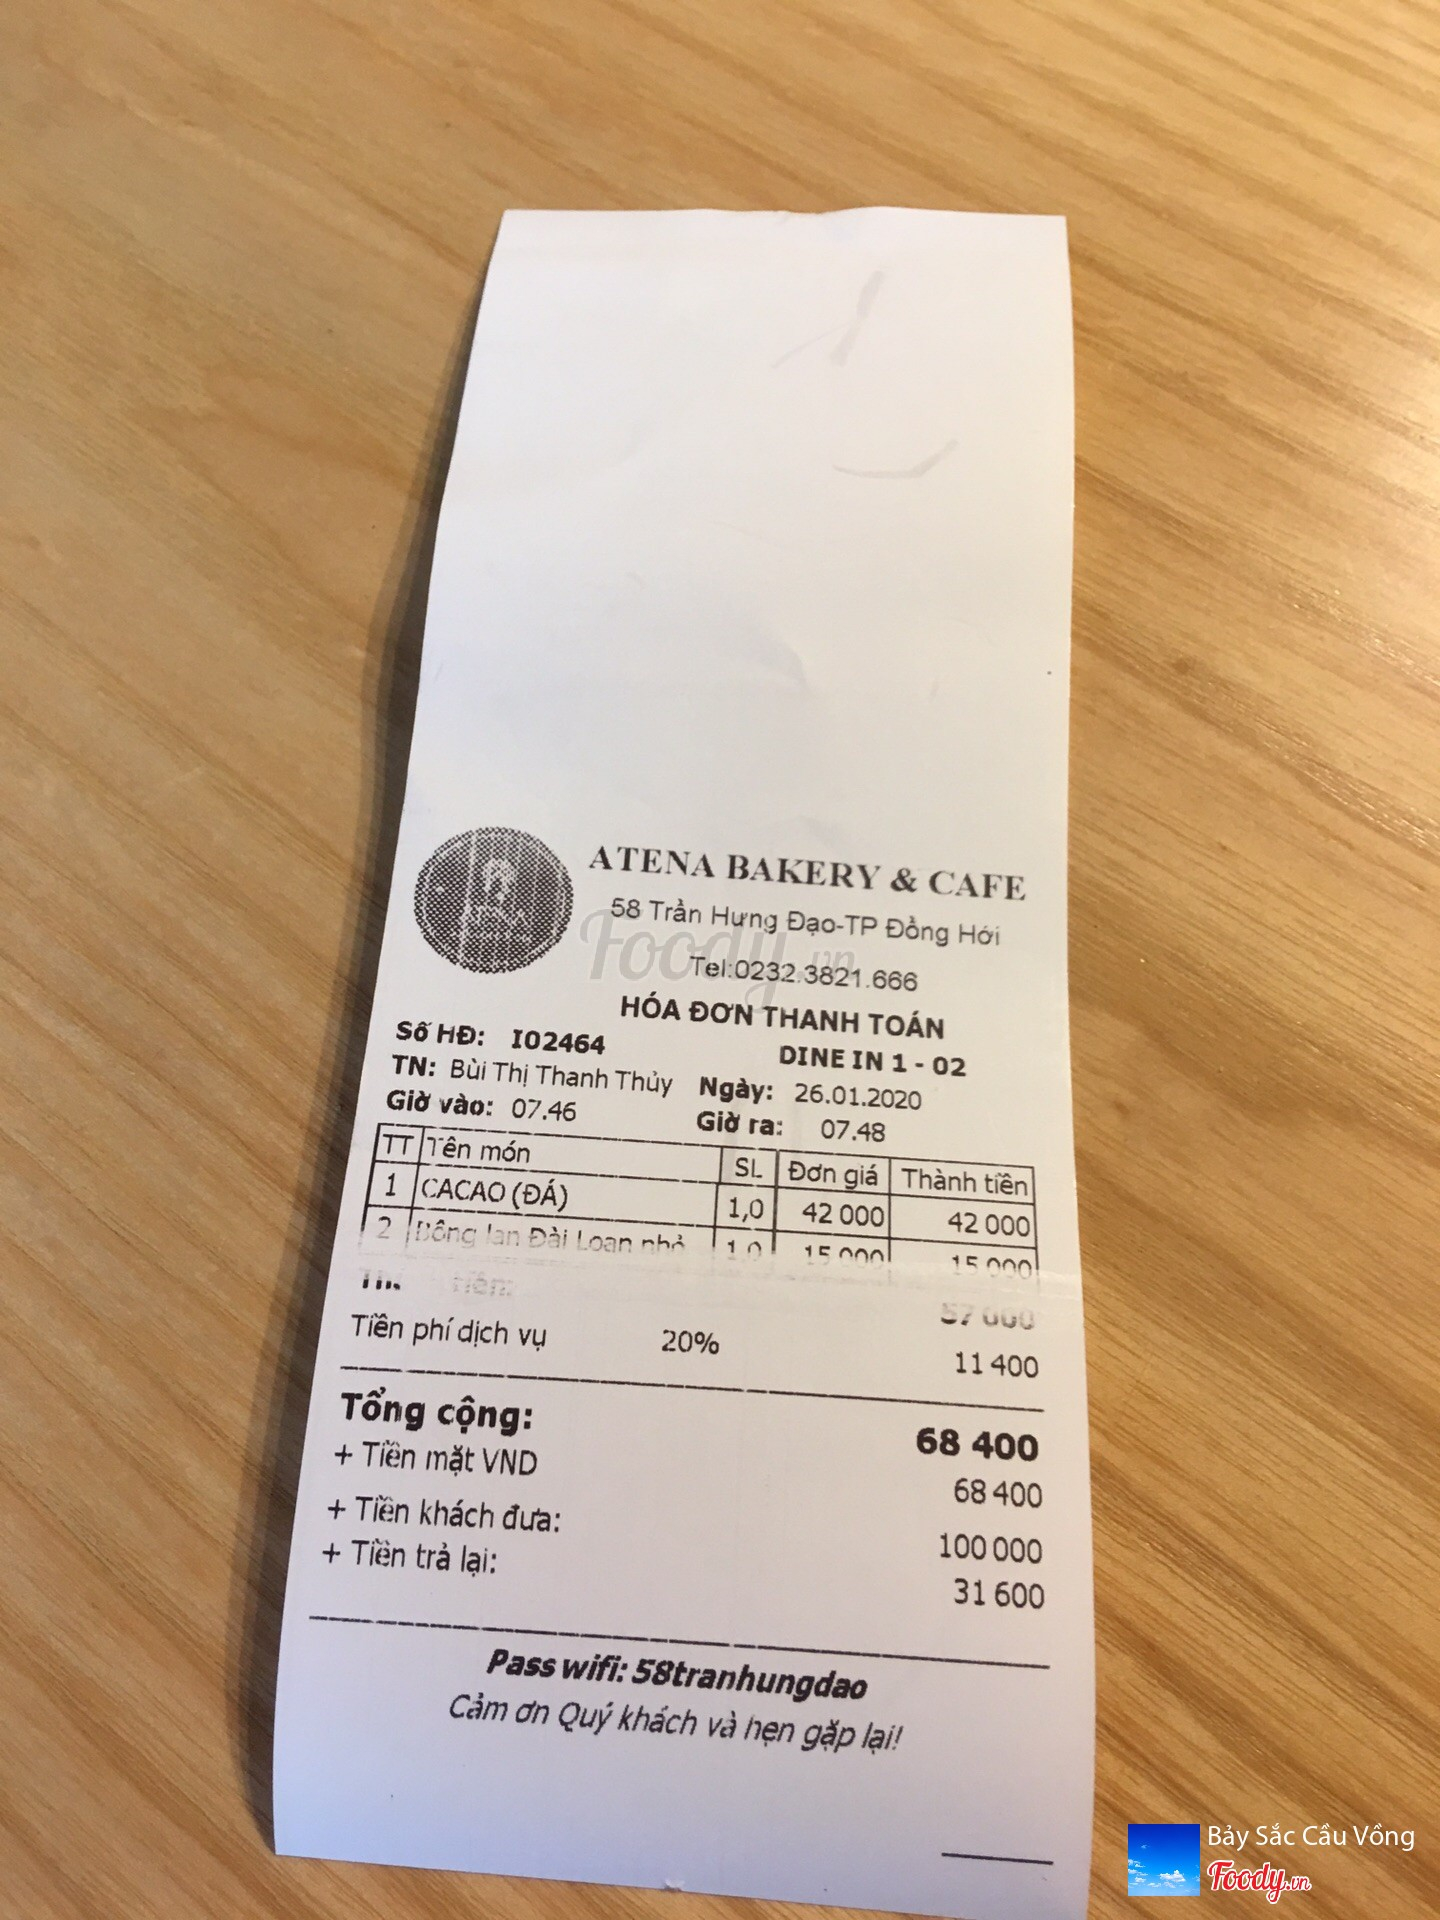 ATENA BAKERY & CAFE
58 Trần Hưng Đạo-TP Đồng Hới
Foody.vn
Tel:0232.3821.666
HÓA ĐƠN THANH TOÁN
Số HĐ: I02464 DINE IN 1 - 02
TN: Bùi Thị Thanh Thủy Ngày: 26.01.2020
Giờ vào: 07.46 Giờ ra: 07.48
TT Tên món SL Đơn giá Thành tiền
1 CACAO (ĐÁ) 1,0 42 000 42 000
2 Bông lan Đài Loan nhỏ 1,0 15 000 15 000
57 000
Tiền phí dịch vụ 20% 11 400
Tổng cộng: 68 400
+ Tiền mặt VND 68 400
+ Tiền khách đưa: 100 000
+ Tiền trả lại: 31 600
Pass wifi: 58tranhungdao
Cảm ơn Quý khách và hẹn gặp lại!
Bảy Sắc Cầu Vồng
Foody.vn